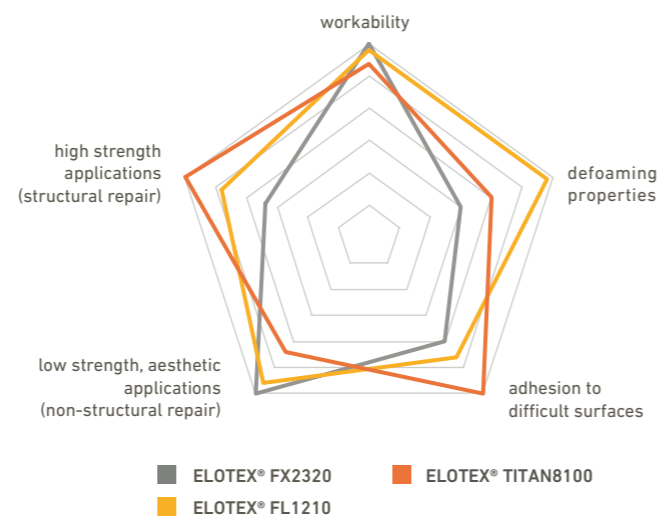 workability
high strength
applications
(structural repair)
defoaming
properties
low strength, aesthetic
applications
(non-structural repair)
adhesion to
difficult surfaces
ELOTEX® FX2320
ELOTEX® TITAN8100
ELOTEX® FL1210